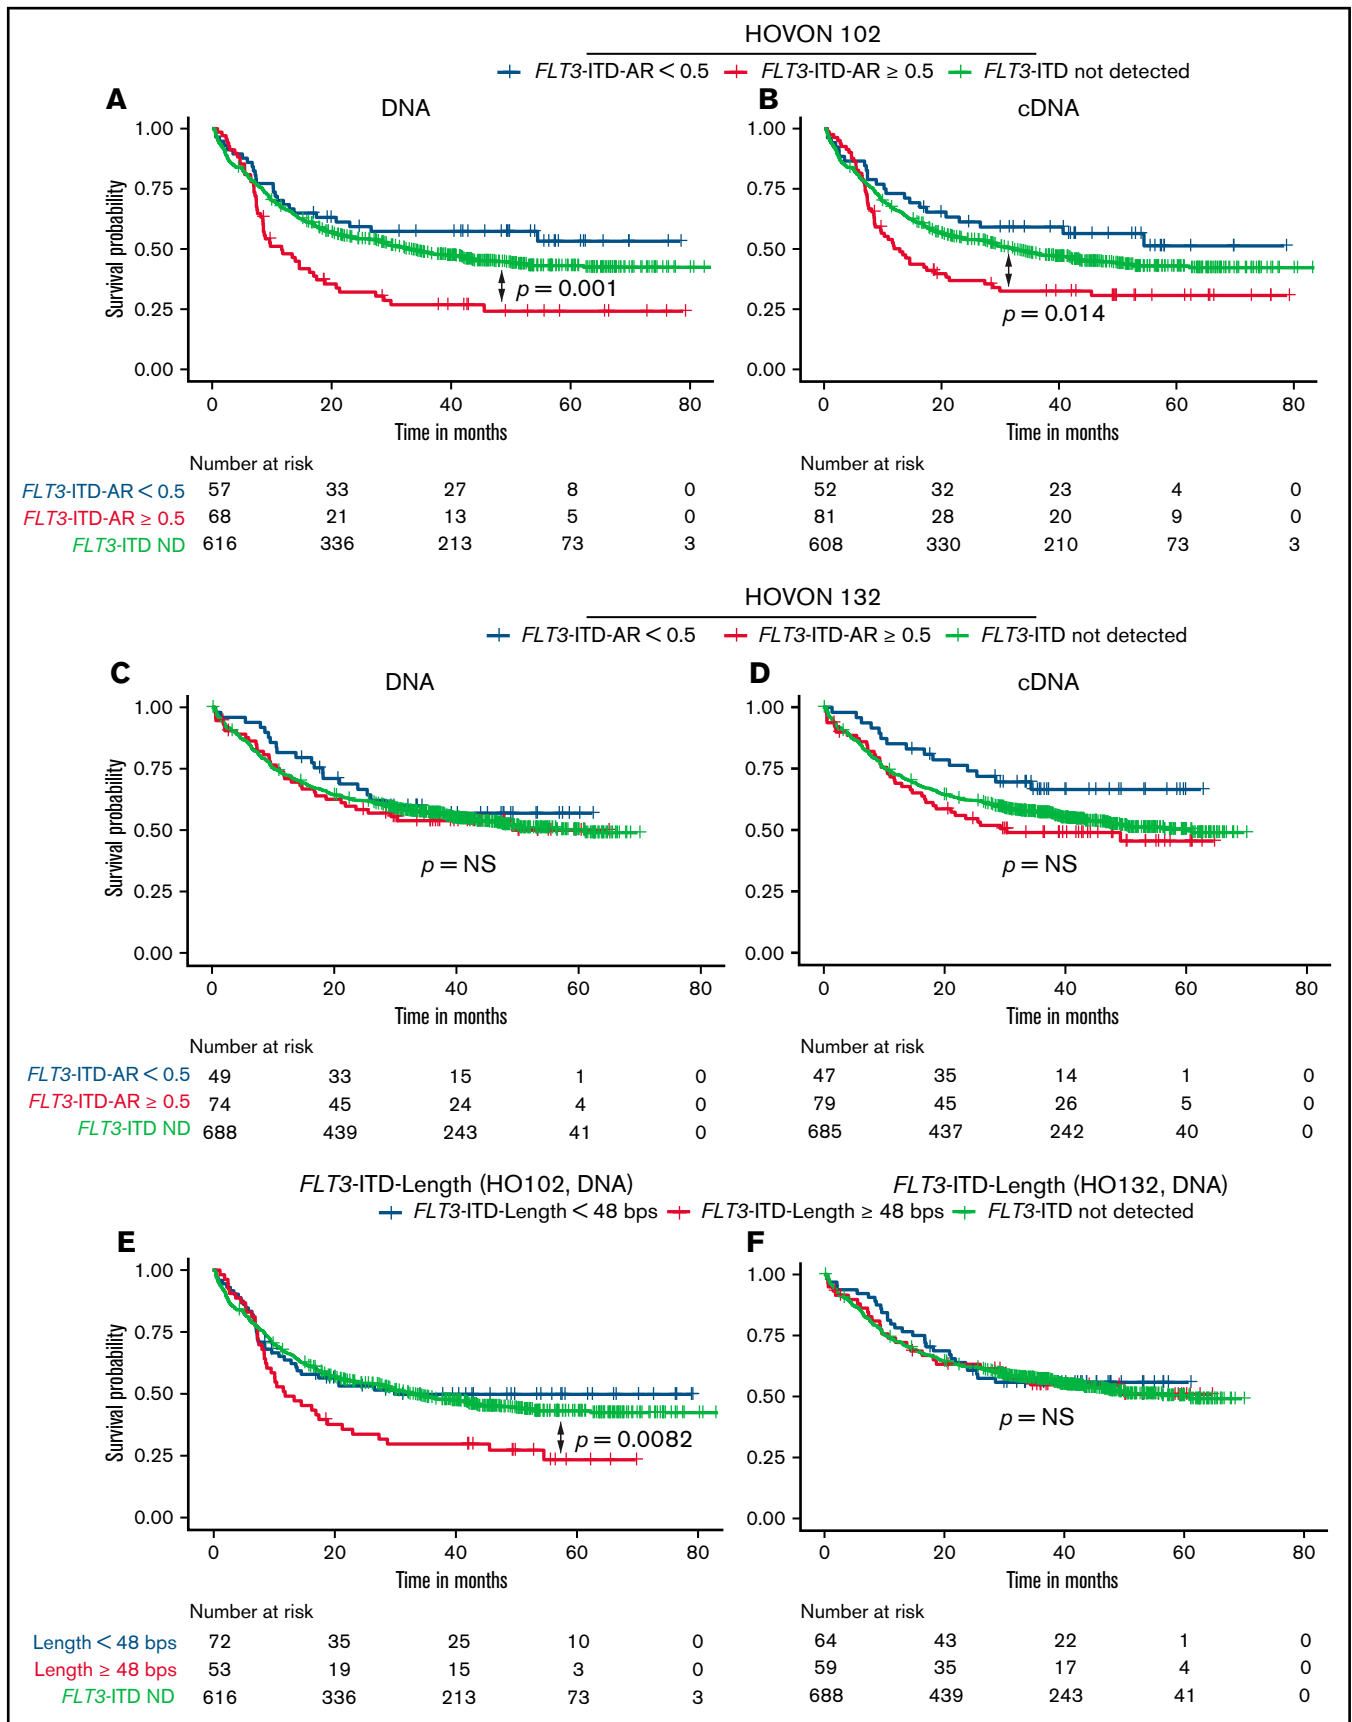 HOVON 102
FLT3-ITD-AR < 0.5 FLT3-ITD-AR ≥ 0.5 FLT3-ITD not detected
A DNA
B cDNA
Survival probability
1.00
0.75
0.50
0.25
0.00
p = 0.001
0 20 40 60 80
Time in months
1.00
0.75
0.50
0.25
0.00
p = 0.014
0 20 40 60 80
Time in months
Number at risk
FLT3-ITD-AR < 0.5 57 33 27 8 0
FLT3-ITD-AR ≥ 0.5 68 21 13 5 0
FLT3-ITD ND 616 336 213 73 3
Number at risk
52 32 23 4 0
81 28 20 9 0
608 330 210 73 3
HOVON 132
FLT3-ITD-AR < 0.5 FLT3-ITD-AR ≥ 0.5 FLT3-ITD not detected
C DNA
D cDNA
Survival probability
1.00
0.75
0.50
0.25
0.00
p = NS
0 20 40 60 80
Time in months
1.00
0.75
0.50
0.25
0.00
p = NS
0 20 40 60 80
Time in months
Number at risk
FLT3-ITD-AR < 0.5 49 33 15 1 0
FLT3-ITD-AR ≥ 0.5 74 45 24 4 0
FLT3-ITD ND 688 439 243 41 0
Number at risk
47 35 14 1 0
79 45 26 5 0
685 437 242 40 0
FLT3-ITD-Length (HO102, DNA) FLT3-ITD-Length (HO132, DNA)
FLT3-ITD-Length < 48 bps FLT3-ITD-Length ≥ 48 bps FLT3-ITD not detected
E
F
Survival probability
1.00
0.75
0.50
0.25
0.00
p = 0.0082
0 20 40 60 80
Time in months
1.00
0.75
0.50
0.25
0.00
p = NS
0 20 40 60 80
Time in months
Number at risk
Length < 48 bps 72 35 25 10 0
Length ≥ 48 bps 53 19 15 3 0
FLT3-ITD ND 616 336 213 73 3
Number at risk
64 43 22 1 0
59 35 17 4 0
688 439 243 41 0